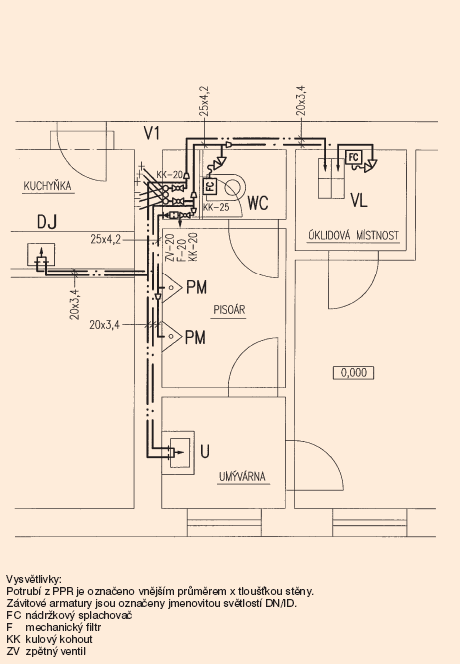 25x4,2
20x3,4
V1
KK-20
FC
FC
KUCHYŇKA
WC
VL
KK-25
DJ
ÚKLIDOVÁ MÍSTNOST
25x4,2
ZV-20
F-20
KK-20
20x3,4
PM
PISOÁR
20x3,4
PM
0,000
U
UMÝVÁRNA
Vysvětlivky:
Potrubí z PPR je označeno vnějším průměrem x tloušťkou stěny.
Závitové armatury jsou označeny jmenovitou světlostí DN/ID.
FC nádržkový splachovač
F mechanický filtr
KK kulový kohout
ZV zpětný ventil